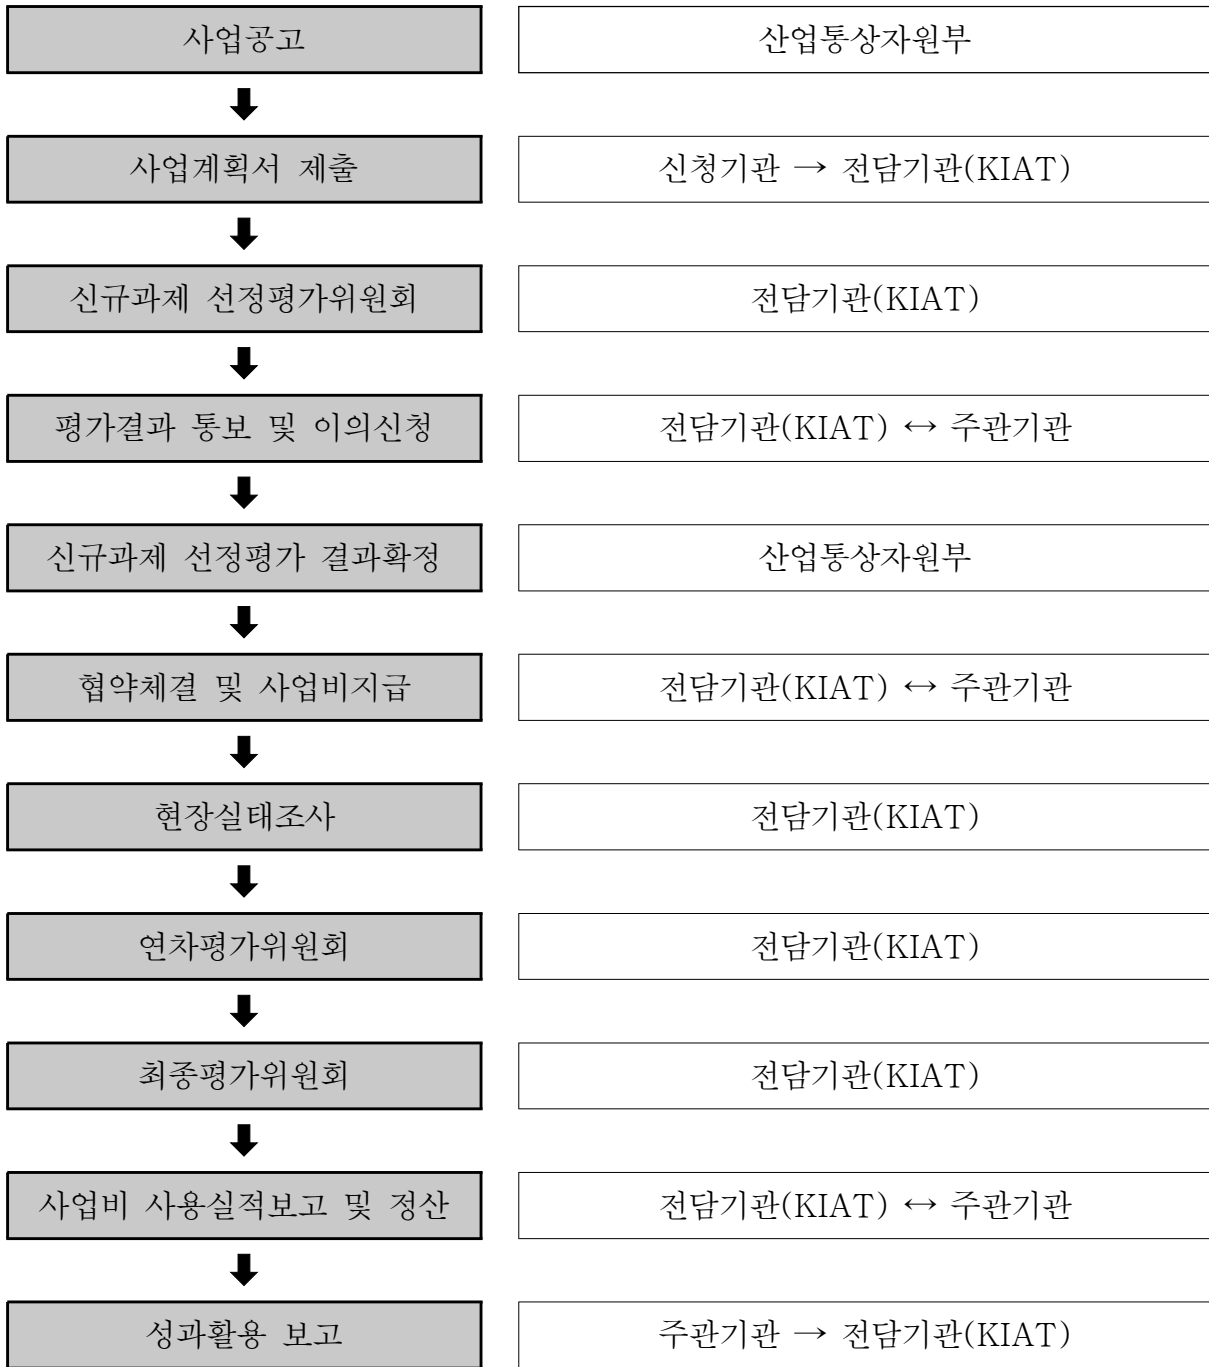 사업공고
산업통상자원부
사업계획서 제출
신청기관 → 전담기관(KIAT)
신규과제 선정평가위원회
전담기관(KIAT)
평가결과 통보 및 이의신청
전담기관(KIAT) ↔ 주관기관
신규과제 선정평가 결과확정
산업통상자원부
협약체결 및 사업비지급
전담기관(KIAT) ↔ 주관기관
현장실태조사
전담기관(KIAT)
연차평가위원회
전담기관(KIAT)
최종평가위원회
전담기관(KIAT)
사업비 사용실적보고 및 정산
전담기관(KIAT) ↔ 주관기관
성과활용 보고
주관기관 → 전담기관(KIAT)